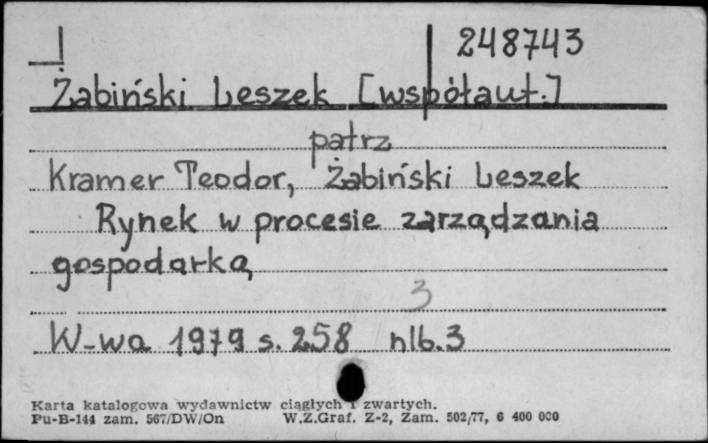 248743
Żabiński Leszek [współaut.]
patrz
Kramer Teodor, Żabiński Leszek
Rynek w procesie zarządzania
gospodarką
3
W-wa 1979 s. 258 nlb. 3
Karta katalogowa wydawnictw ciągłych i zwartych.
Pu-B-144 zam. 567/DW/On W.Z.Graf. Z-2, Zam. 502/77, 6 400 000